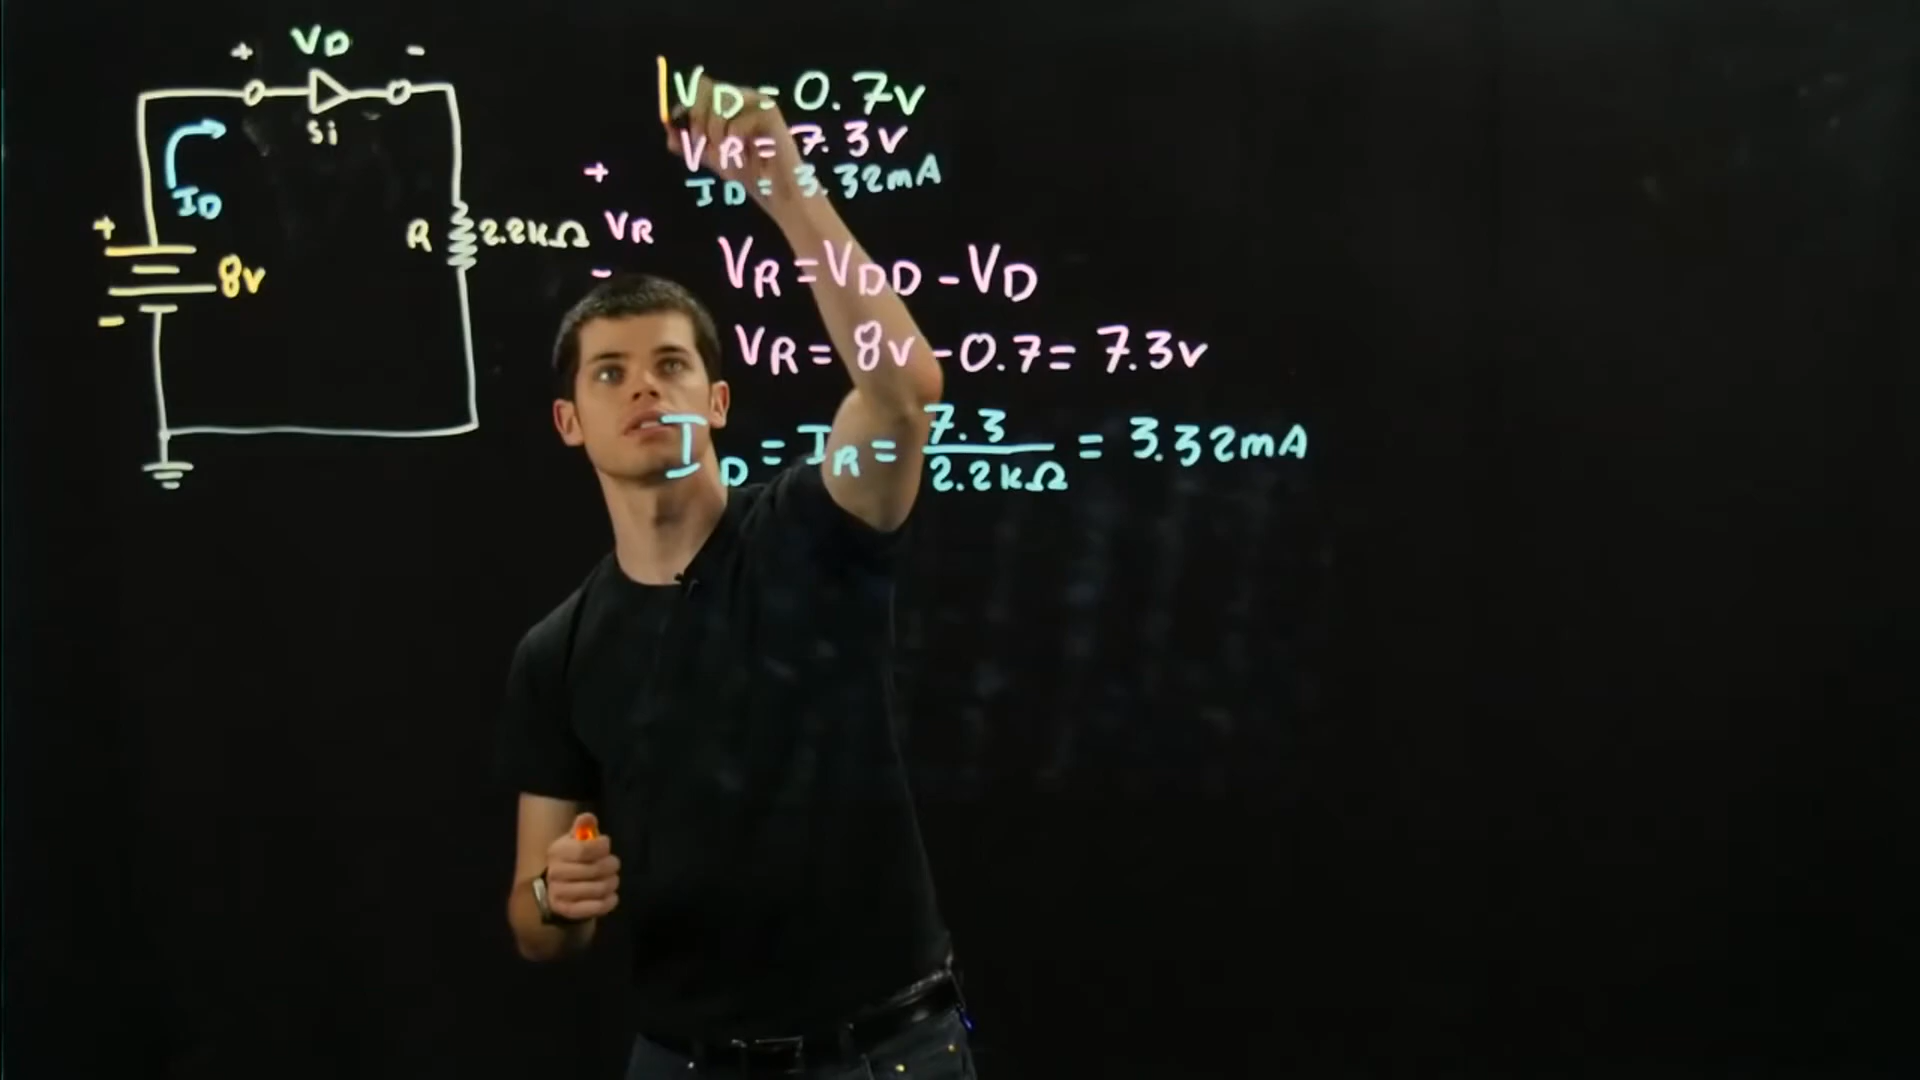 + VD -
Si
ID
+
8v
-
R 2.2kΩ
+
VR
-
VD = 0.7v
VR = 7.3v
ID = 3.32mA
VR = VDD - VD
VR = 8v - 0.7 = 7.3v
ID = IR = 7.3 / 2.2kΩ = 3.32mA